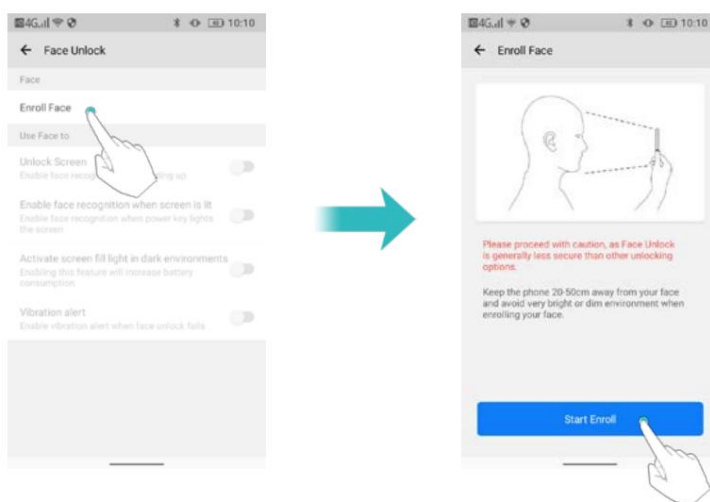 4G 10:10
← Face Unlock
Face
Enroll Face
Use Face to
Unlock Screen
Enable face
Enable face recognition when screen is lit
Enable face recognition when power key lights
the screen
Activate screen fill light in dark environments
Enabling this feature will increase battery
consumption
Vibration alert
Enable vibration alert when face unlock fails
4G 10:10
← Enroll Face
Please proceed with caution, as Face Unlock
is generally less secure than other unlocking
options.
Keep the phone 20-50cm away from your face
and avoid very bright or dim environment when
enrolling your face.
Start Enroll